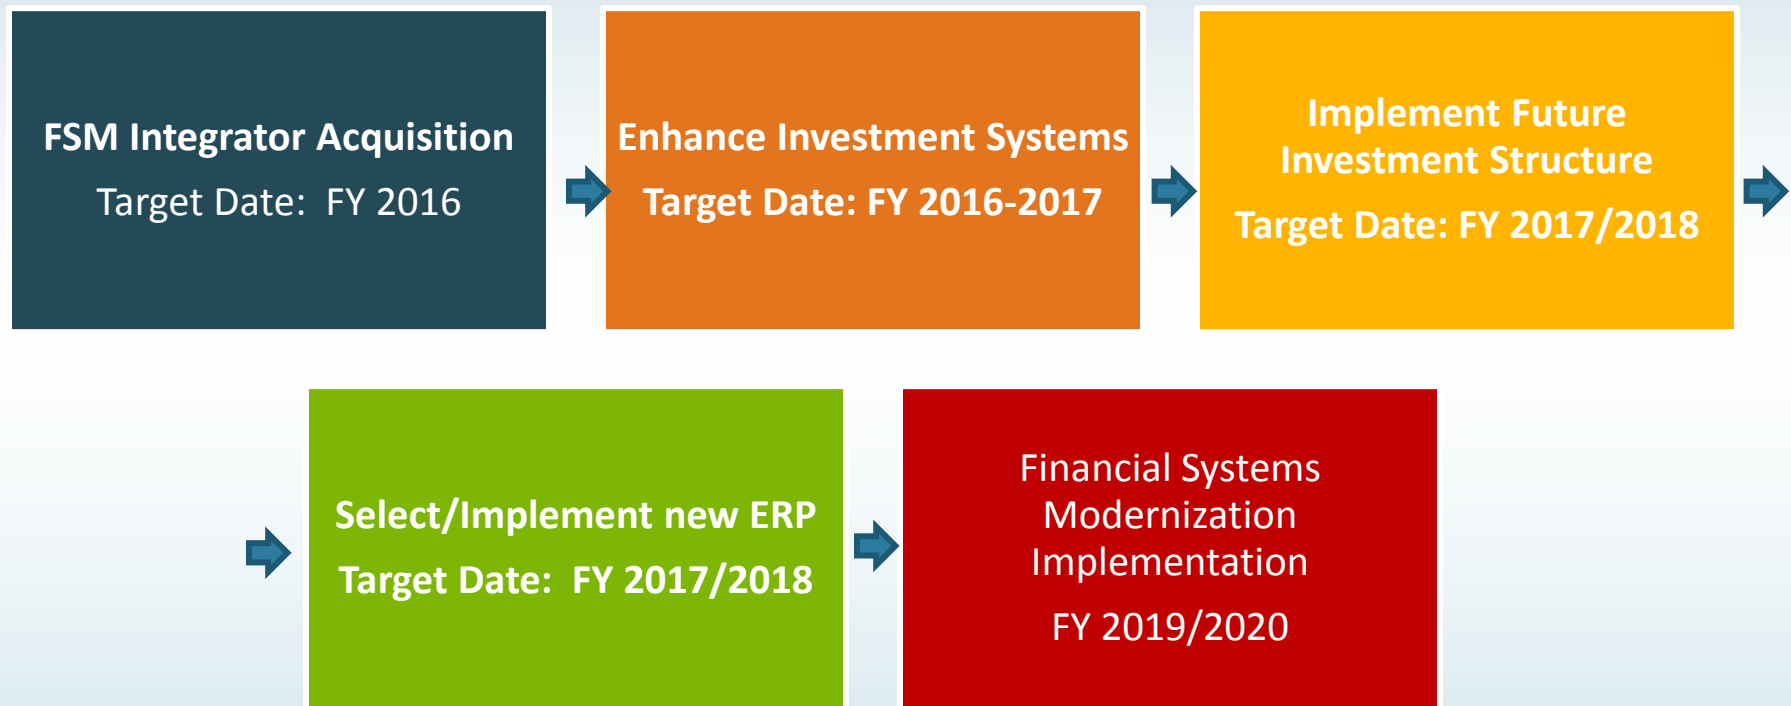 FSM Integrator Acquisition
Target Date:  FY 2016
Enhance Investment Systems
Target Date: FY 2016-2017
Implement Future
Investment Structure
Target Date: FY 2017/2018
Select/Implement new ERP
Target Date:  FY 2017/2018
Financial Systems
Modernization
Implementation
FY 2019/2020